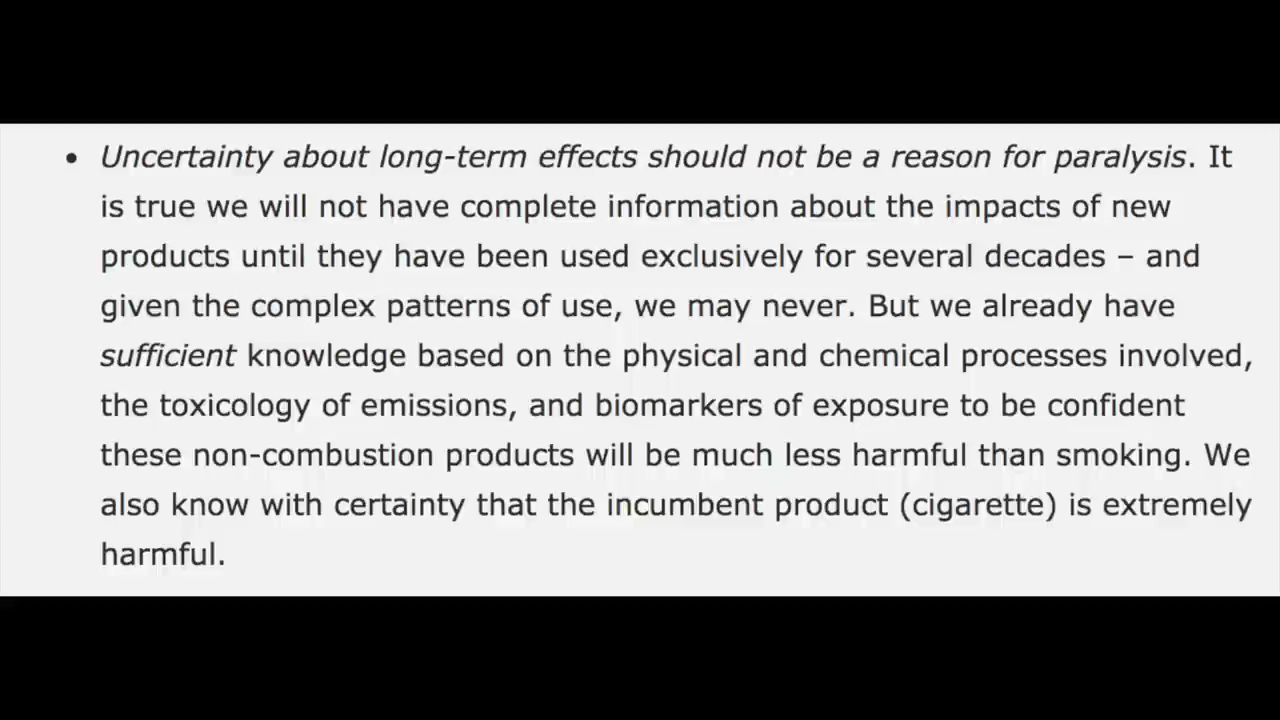 • Uncertainty about long-term effects should not be a reason for paralysis. It
is true we will not have complete information about the impacts of new
products until they have been used exclusively for several decades – and
given the complex patterns of use, we may never. But we already have
sufficient knowledge based on the physical and chemical processes involved,
the toxicology of emissions, and biomarkers of exposure to be confident
these non-combustion products will be much less harmful than smoking. We
also know with certainty that the incumbent product (cigarette) is extremely
harmful.